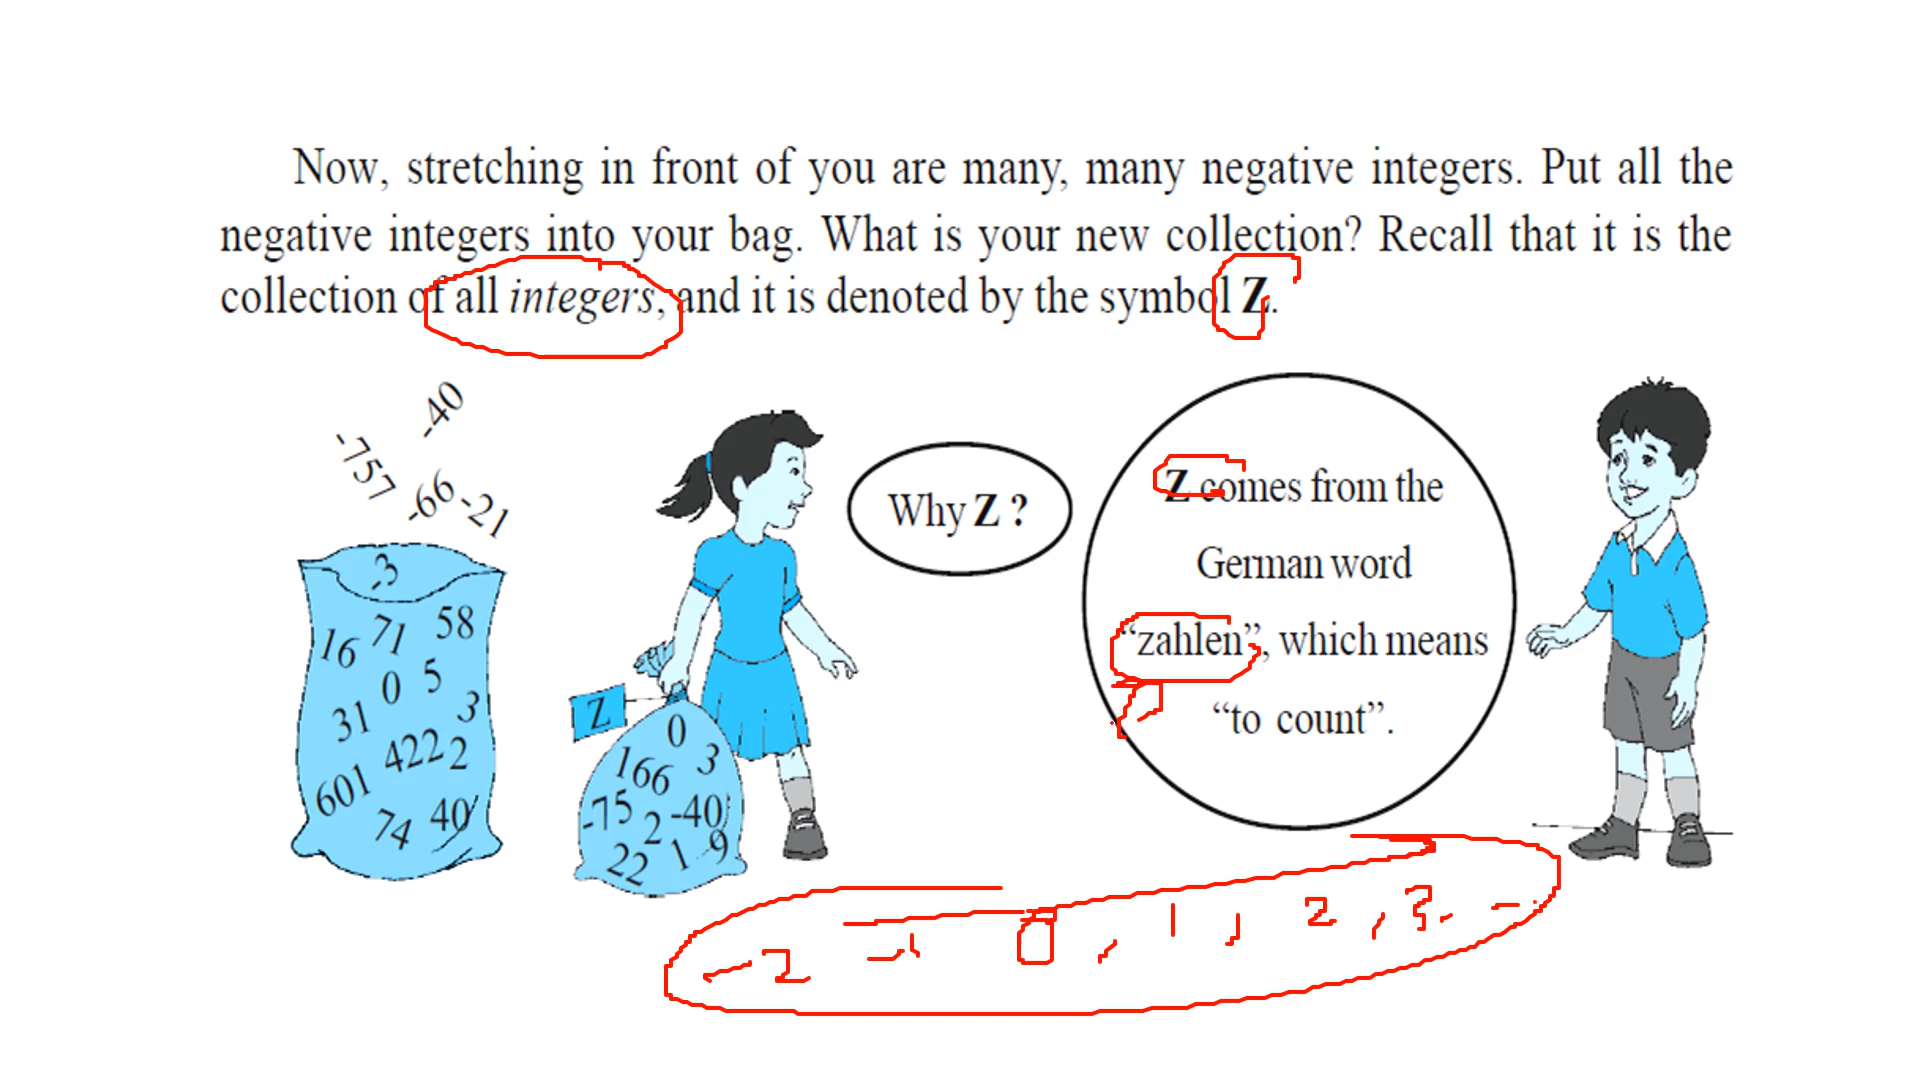 Now, stretching in front of you are many, many negative integers. Put all the
negative integers into your bag. What is your new collection? Recall that it is the
collection of all integers, and it is denoted by the symbol Z.
-40
-757
-66 -21
-3
16 71 58
0 5
31 3
422 2
601
74 40
Z
0
166 3
-75 2 -40
22 1 9
Why Z ?
Z comes from the
German word
“zahlen”, which means
“to count”.
-2 -1 0, 1, 2, 3, -